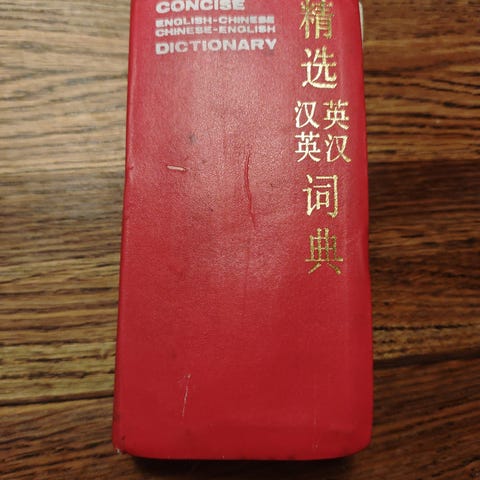 CONCISE
ENGLISH-CHINESE
CHINESE-ENGLISH
DICTIONARY
精选
英汉
汉英
词典